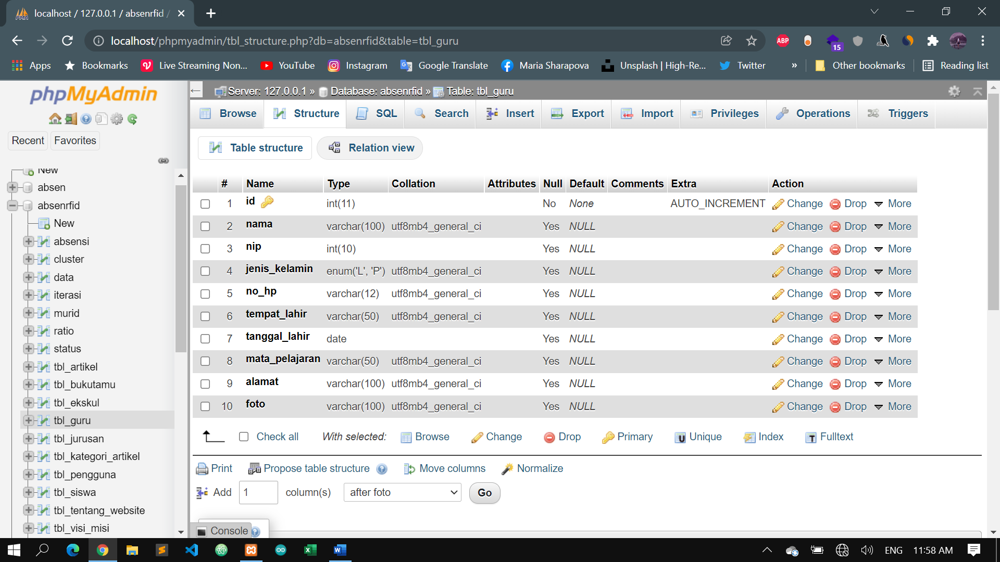 localhost / 127.0.0.1 / absenrfid /
localhost/phpmyadmin/tbl_structure.php?db=absenrfid&table=tbl_guru
ABP
15
Apps Bookmarks Live Streaming Non... YouTube Instagram Google Translate Maria Sharapova Unsplash | High-Re... Twitter » Other bookmarks Reading list
phpMyAdmin
Recent Favorites
New
absen
absenrfid
New
absensi
cluster
data
iterasi
murid
ratio
status
tbl_artikel
tbl_bukutamu
tbl_ekskul
tbl_guru
tbl_jurusan
tbl_kategori_artikel
tbl_pengguna
tbl_siswa
tbl_tentang_website
tbl_visi_misi
Server: 127.0.0.1 » Database: absenrfid » Table: tbl_guru
Browse Structure SQL Search Insert Export Import Privileges Operations Triggers
Table structure Relation view
# Name Type Collation Attributes Null Default Comments Extra Action
1 id int(11) No None AUTO_INCREMENT Change Drop More
2 nama varchar(100) utf8mb4_general_ci Yes NULL Change Drop More
3 nip int(10) Yes NULL Change Drop More
4 jenis_kelamin enum('L', 'P') utf8mb4_general_ci Yes NULL Change Drop More
5 no_hp varchar(12) utf8mb4_general_ci Yes NULL Change Drop More
6 tempat_lahir varchar(50) utf8mb4_general_ci Yes NULL Change Drop More
7 tanggal_lahir date Yes NULL Change Drop More
8 mata_pelajaran varchar(50) utf8mb4_general_ci Yes NULL Change Drop More
9 alamat varchar(100) utf8mb4_general_ci Yes NULL Change Drop More
10 foto varchar(100) utf8mb4_general_ci Yes NULL Change Drop More
Check all With selected: Browse Change Drop Primary Unique Index Fulltext
Print Propose table structure Move columns Normalize
Add 1 column(s) after foto Go
Console
ENG 11:58 AM